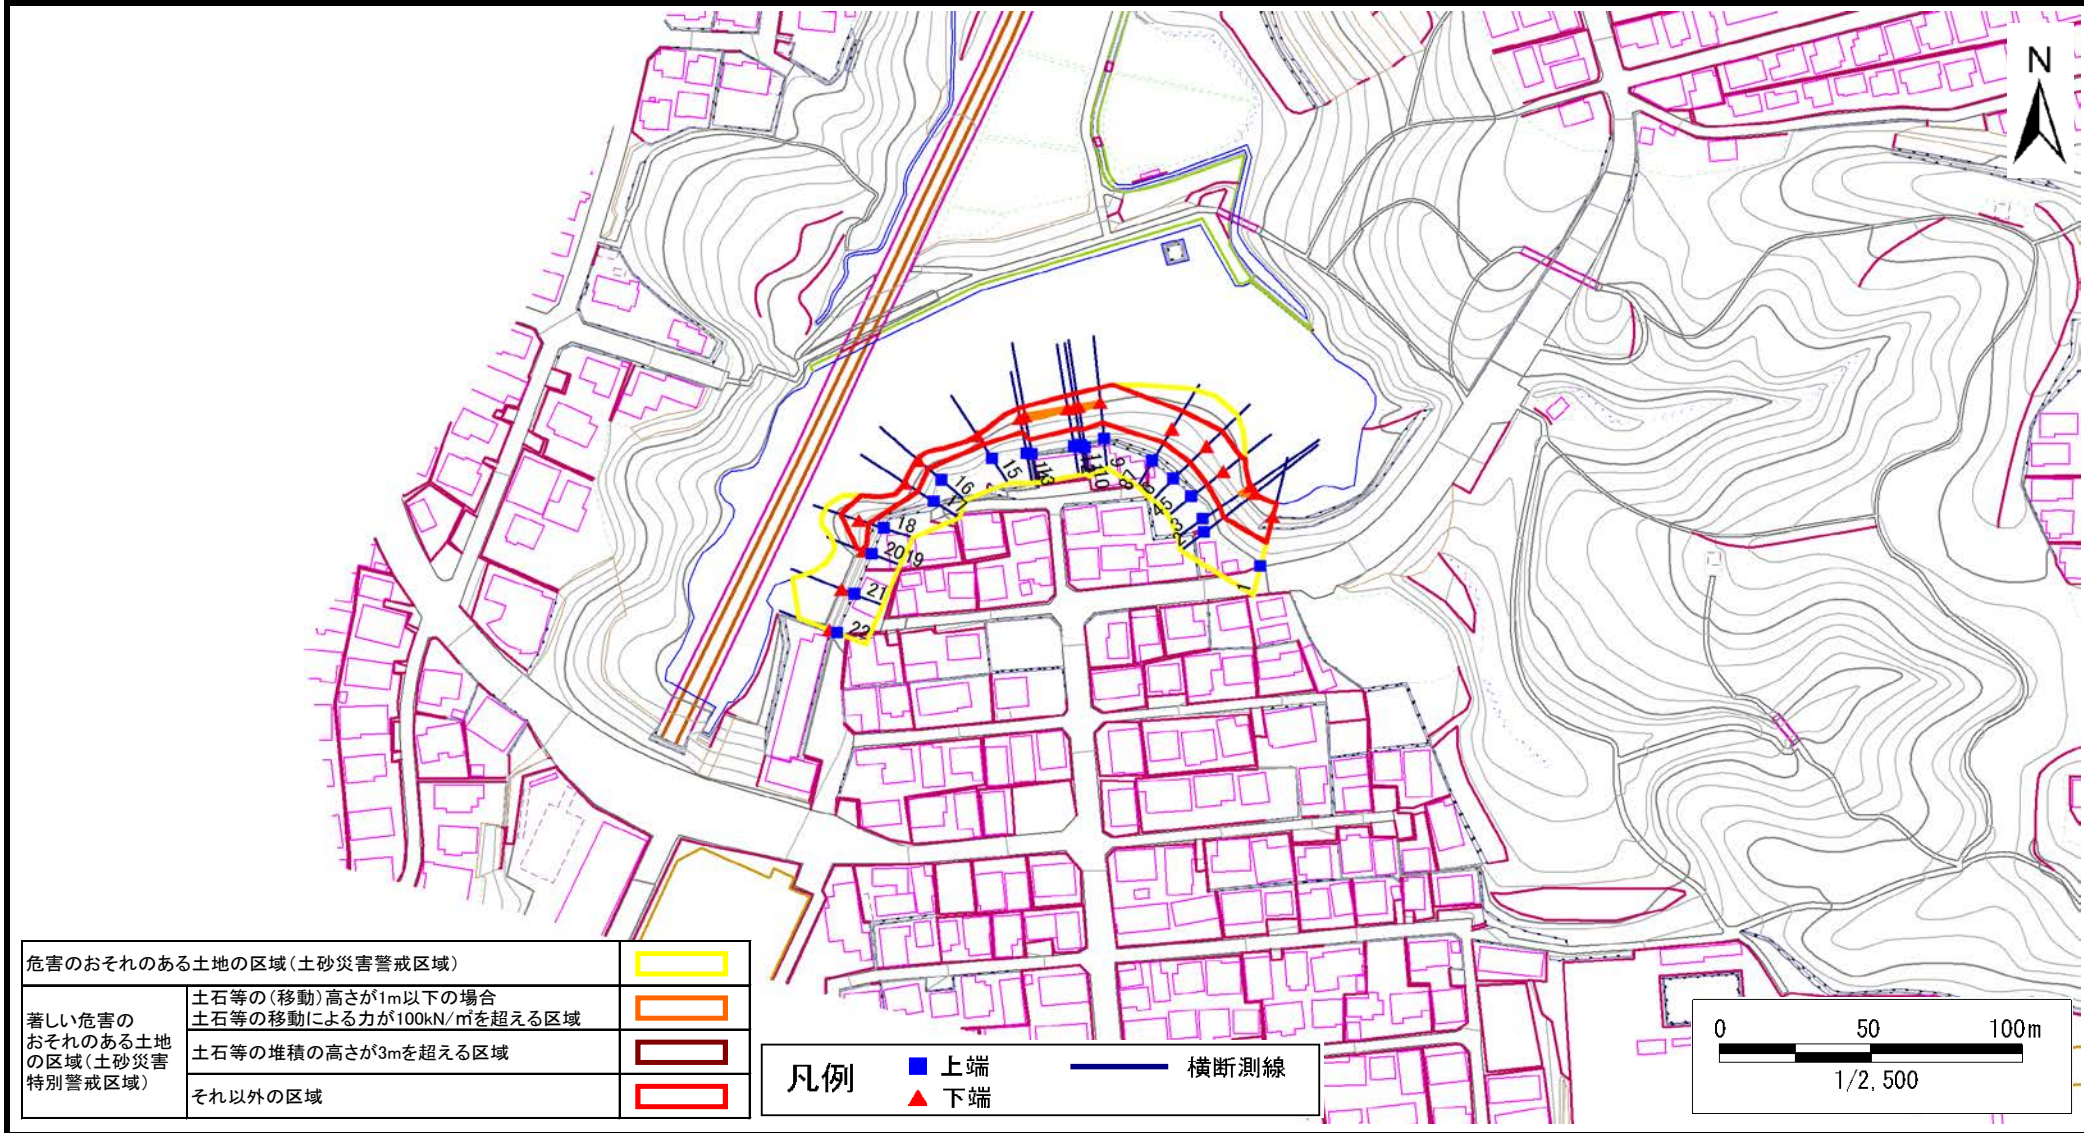 N
15
16
17
18
2019
21
22
9
8
10
危害のおそれのある土地の区域(土砂災害警戒区域)
著しい危害の
おそれのある土地
の区域(土砂災害
特別警戒区域)
土石等の(移動)高さが1m以下の場合
土石等の移動による力が100kN/㎡を超える区域
土石等の堆積の高さが3mを超える区域
それ以外の区域
凡例
上端
下端
横断測線
0 50 100m
1/2,500